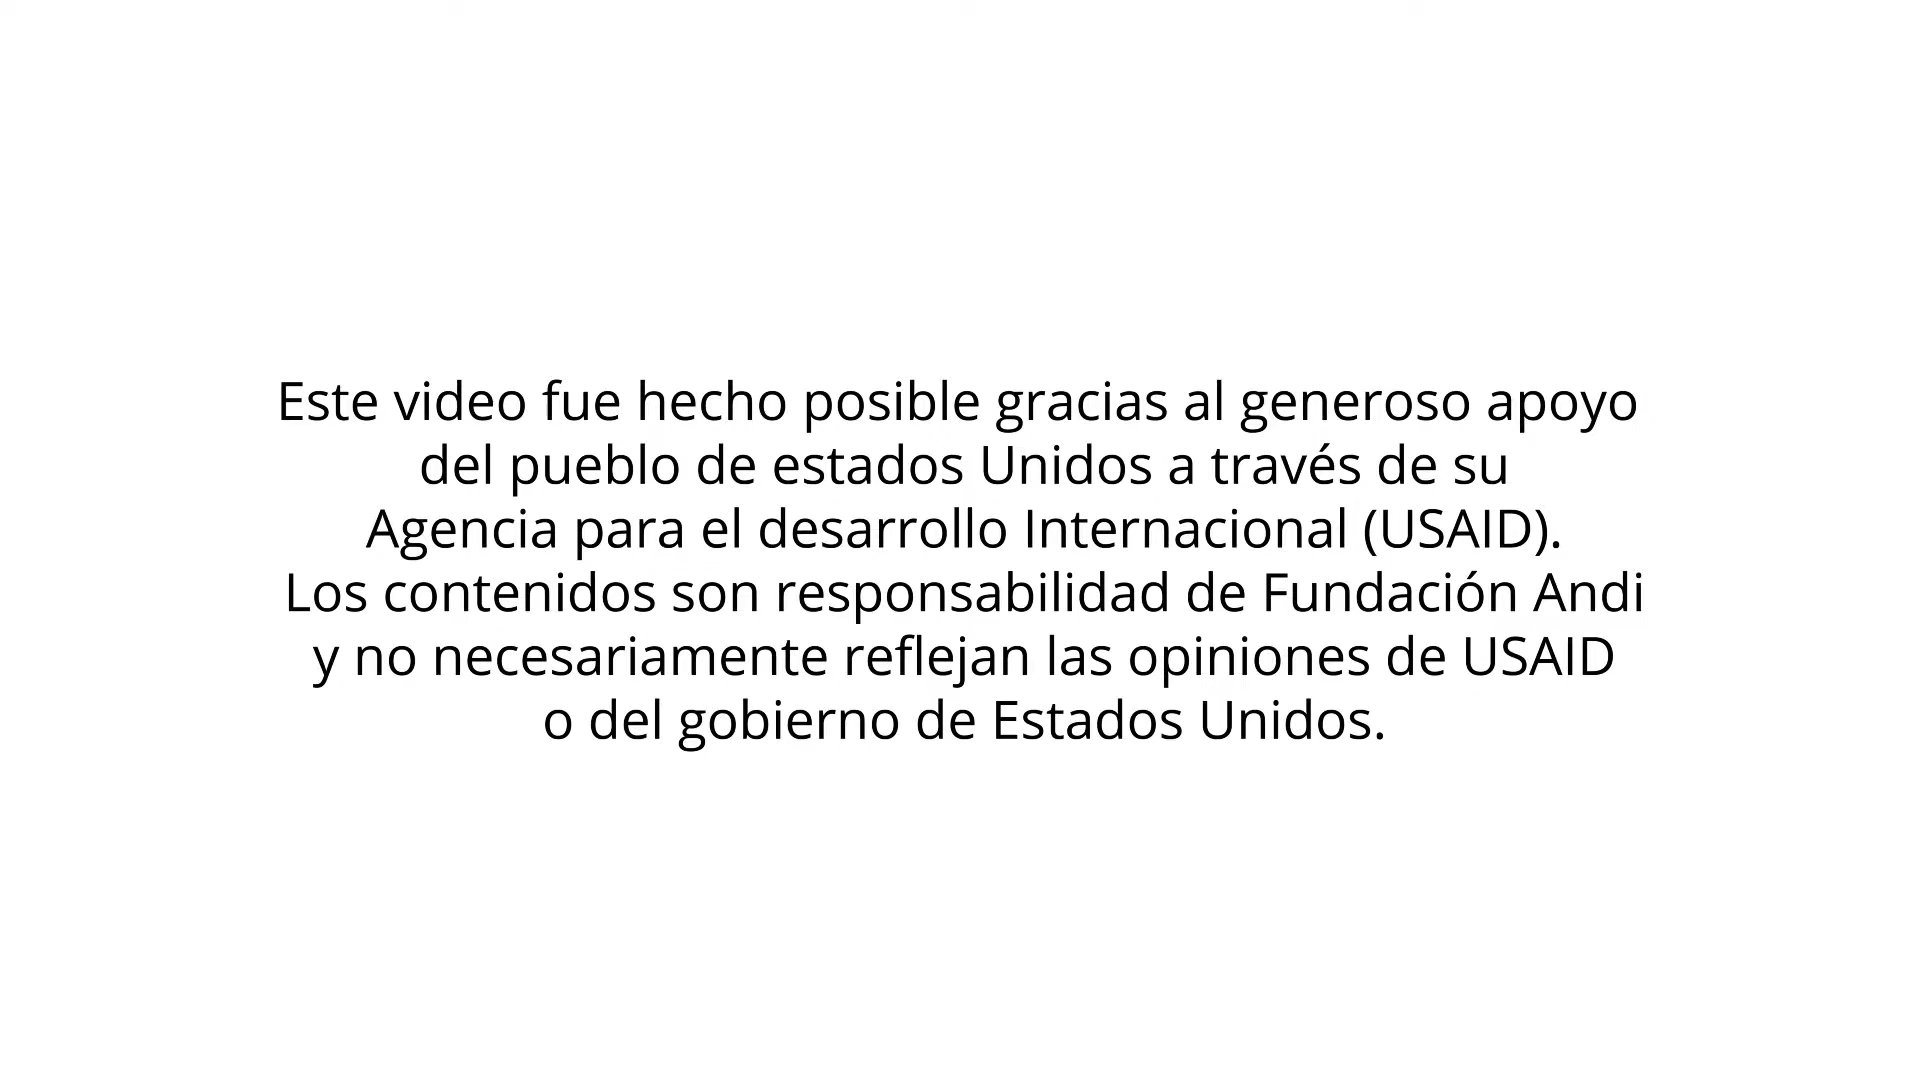 Este video fue hecho posible gracias al generoso apoyo
del pueblo de estados Unidos a través de su
Agencia para el desarrollo Internacional (USAID).
Los contenidos son responsabilidad de Fundación Andi
y no necesariamente reflejan las opiniones de USAID
o del gobierno de Estados Unidos.